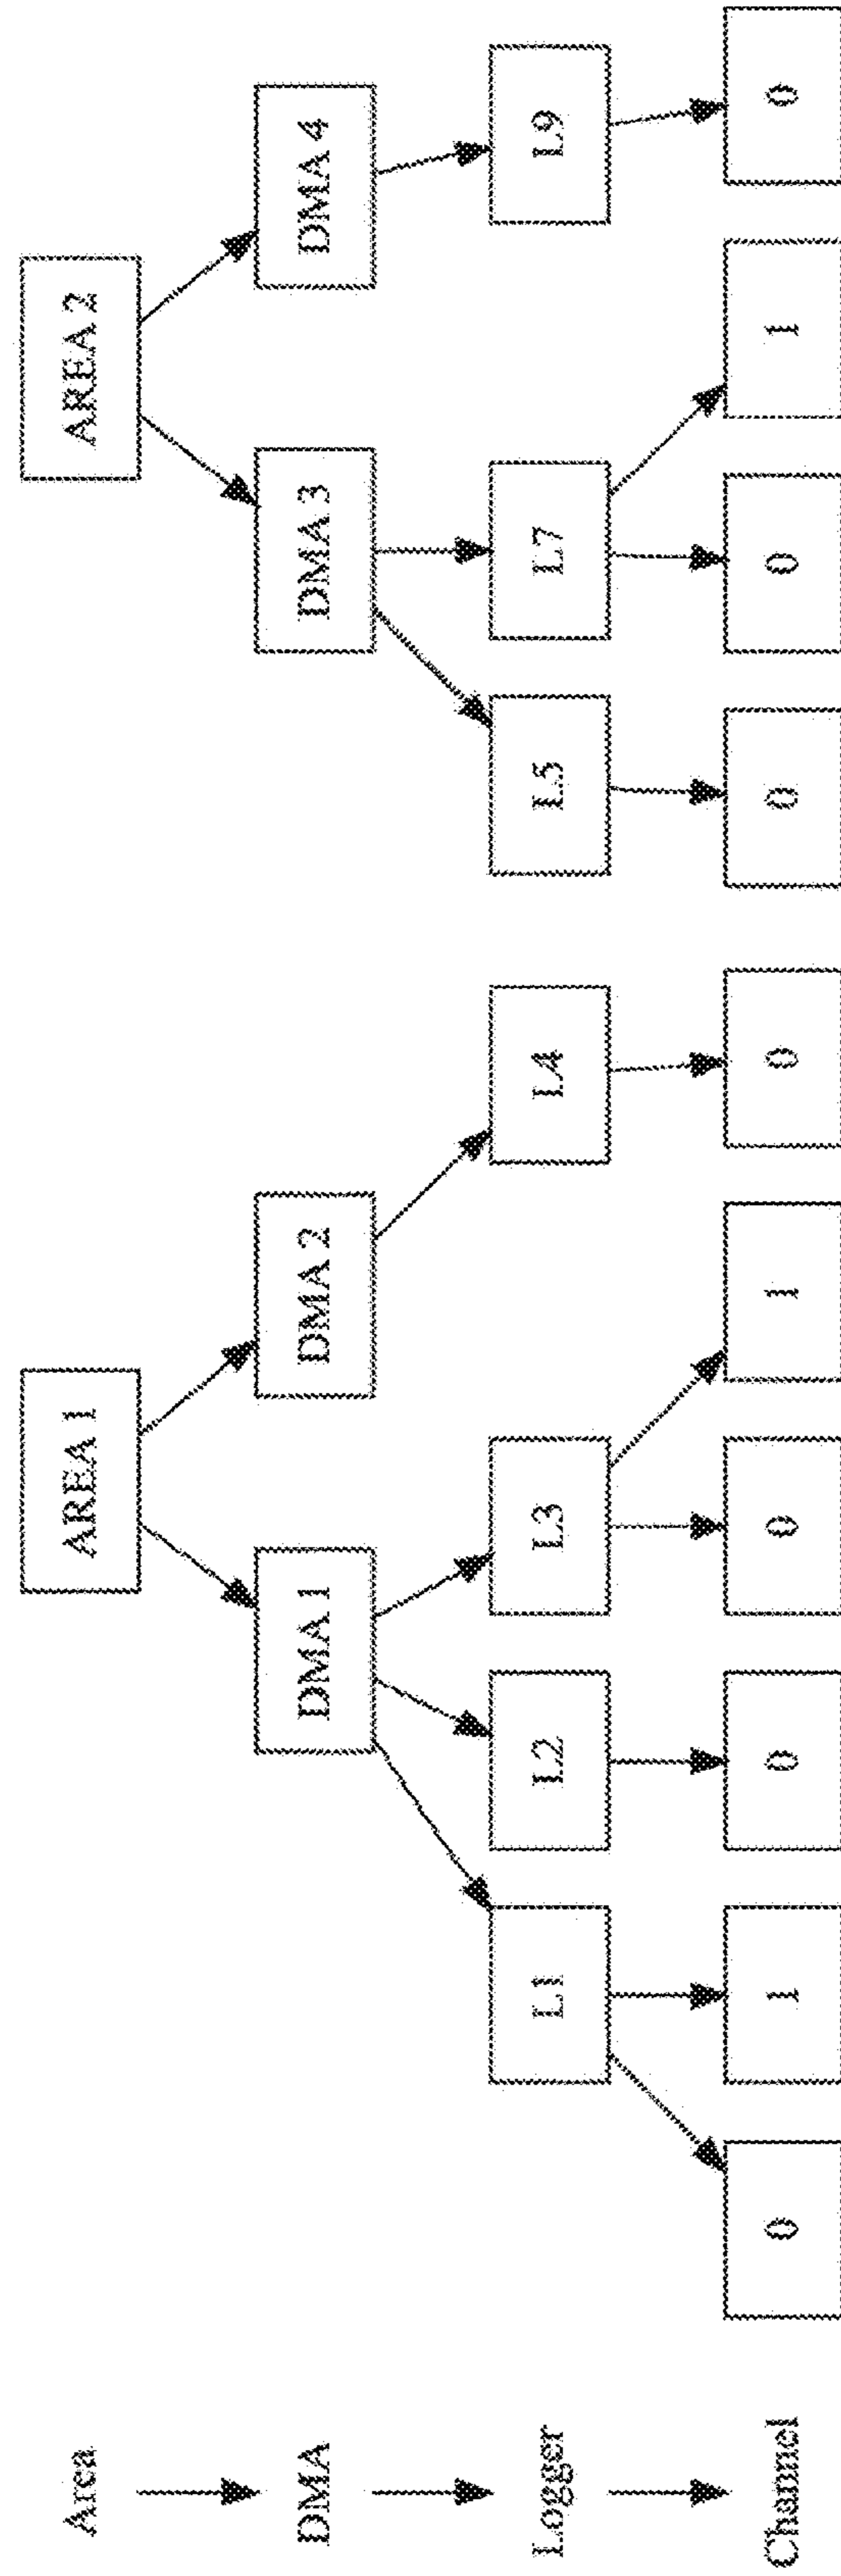 Area
AREA 1
AREA 2
DMA
DMA 1
DMA 2
DMA 3
DMA 4
Logger
L1
L2
L3
L4
L5
L7
L9
Channel
0
1
0
0
1
0
0
0
1
0